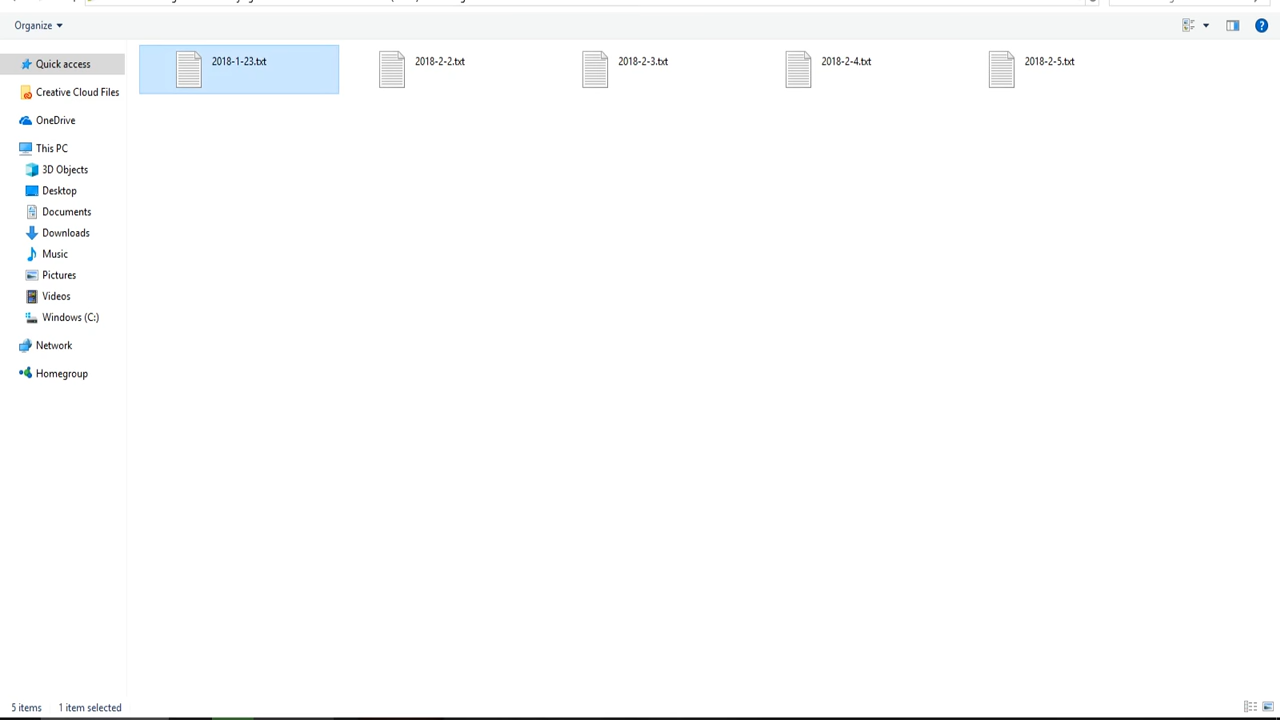 Organize
Quick access
Creative Cloud Files
OneDrive
This PC
3D Objects
Desktop
Documents
Downloads
Music
Pictures
Videos
Windows (C:)
Network
Homegroup
2018-1-23.txt
2018-2-2.txt
2018-2-3.txt
2018-2-4.txt
2018-2-5.txt
5 items 1 item selected